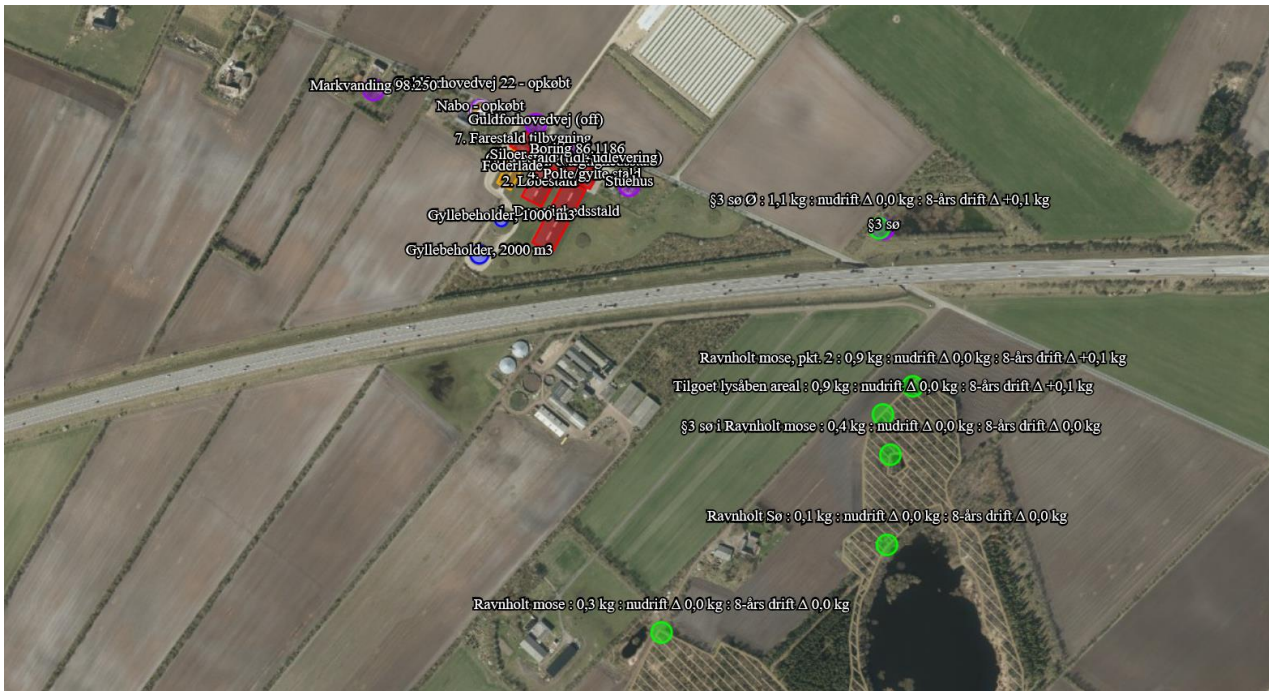 Markvanding 98.250
Guldforhovedvej 22 - opkøbt
Nabo - opkøbt
Guldforhovedvej (off)
7. Farestald tilbygning
Boring 86.1186
Siloer
udlevering)
Foderlade
4. Polte/gylte stald
2. Løbestald
Stuehus
Gyllebeholder, 1000 m3
Gyllebeholder, 2000 m3
§3 sø Ø : 1,1 kg : nudrift Δ 0,0 kg : 8-års drift Δ +0,1 kg
§3 sø
Ravnholt mose, pkt. 2 : 0,9 kg : nudrift Δ 0,0 kg : 8-års drift Δ +0,1 kg
Tilgoet lysåben areal : 0,9 kg : nudrift Δ 0,0 kg : 8-års drift Δ +0,1 kg
§3 sø i Ravnholt mose : 0,4 kg : nudrift Δ 0,0 kg : 8-års drift Δ 0,0 kg
Ravnholt Sø : 0,1 kg : nudrift Δ 0,0 kg : 8-års drift Δ 0,0 kg
Ravnholt mose : 0,3 kg : nudrift Δ 0,0 kg : 8-års drift Δ 0,0 kg